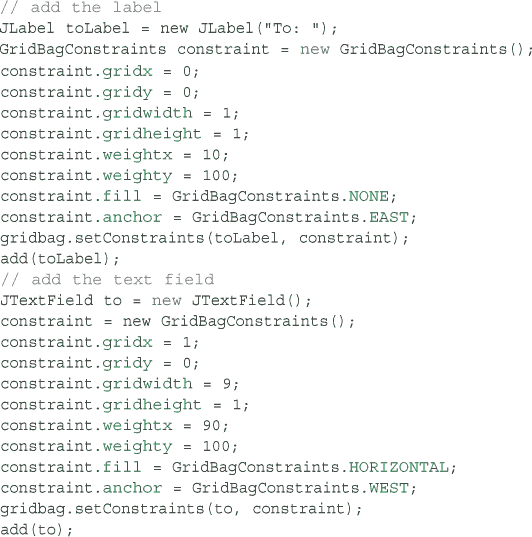 // add the label
JLabel toLabel = new JLabel("To: ");
GridBagConstraints constraint = new GridBagConstraints();
constraint.gridx = 0;
constraint.gridy = 0;
constraint.gridwidth = 1;
constraint.gridheight = 1;
constraint.weightx = 10;
constraint.weighty = 100;
constraint.fill = GridBagConstraints.NONE;
constraint.anchor = GridBagConstraints.EAST;
gridbag.setConstraints(toLabel, constraint);
add(toLabel);
// add the text field
JTextField to = new JTextField();
constraint = new GridBagConstraints();
constraint.gridx = 1;
constraint.gridy = 0;
constraint.gridwidth = 9;
constraint.gridheight = 1;
constraint.weightx = 90;
constraint.weighty = 100;
constraint.fill = GridBagConstraints.HORIZONTAL;
constraint.anchor = GridBagConstraints.WEST;
gridbag.setConstraints(to, constraint);
add(to);